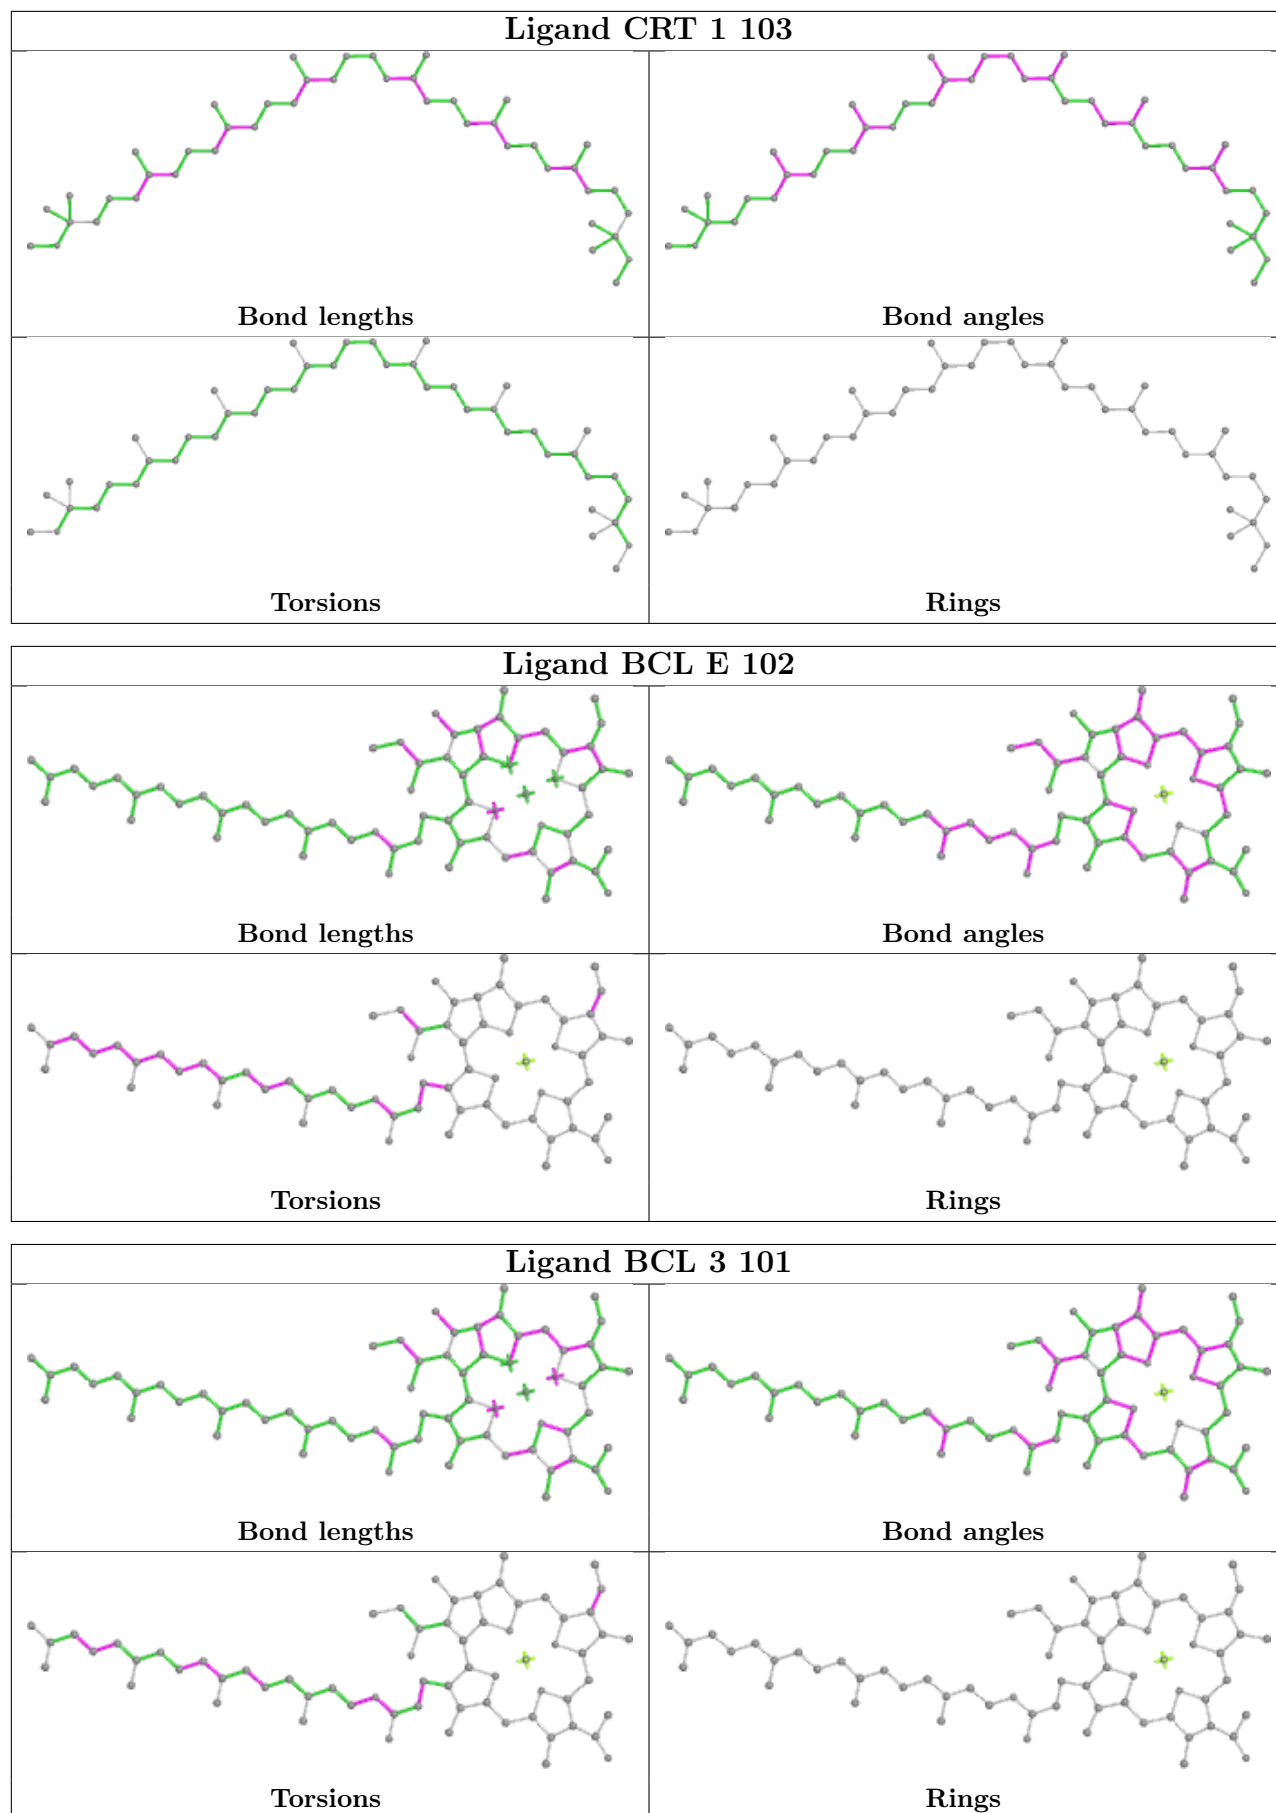 Ligand CRT 1 103
Bond lengths
Bond angles
Torsions
Rings
Ligand BCL E 102
Bond lengths
Bond angles
Torsions
Rings
Ligand BCL 3 101
Bond lengths
Bond angles
Torsions
Rings